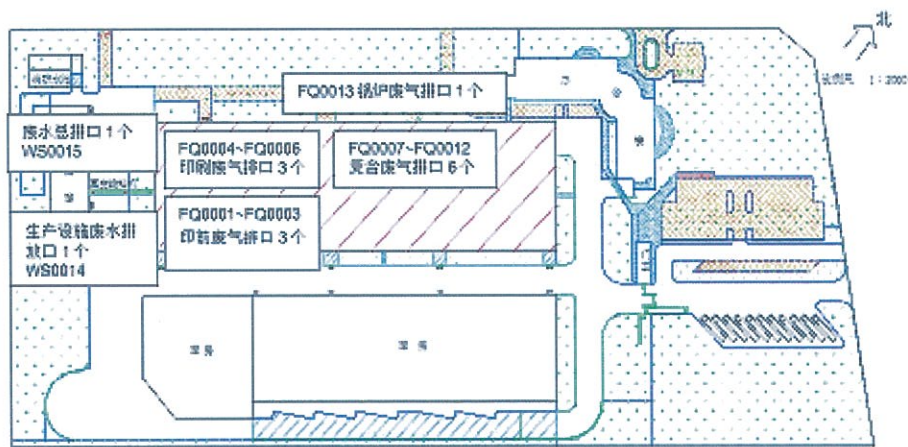 北
1：2000
FQ0013 锅炉废气排口 1 个
废水总排口 1 个
WS0015
FQ0004~FQ0006
印刷废气排口 3 个
FQ0007~FQ0012
复合废气排口 6 个
生产设施废水排
放口 1 个
WS0014
FQ0001~FQ0003
印前废气排口 3 个